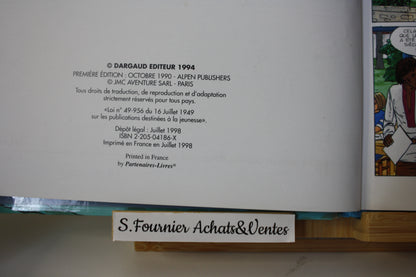 © DARGAUD EDITEUR 1994
PREMIÈRE ÉDITION : OCTOBRE 1990 - ALPEN PUBLISHERS
© JMC AVENTURE SARL - PARIS
Tous droits de traduction, de reproduction et d'adaptation
strictement réservés pour tous pays.
«Loi n° 49-956 du 16 Juillet 1949
sur les publications destinées à la jeunesse».
Dépôt légal : Juillet 1998
ISBN 2-205-04186-X
Imprimé en France en Juillet 1998
Printed in France
by Partenaires-Livres®
S.Fournier Achats&Ventes